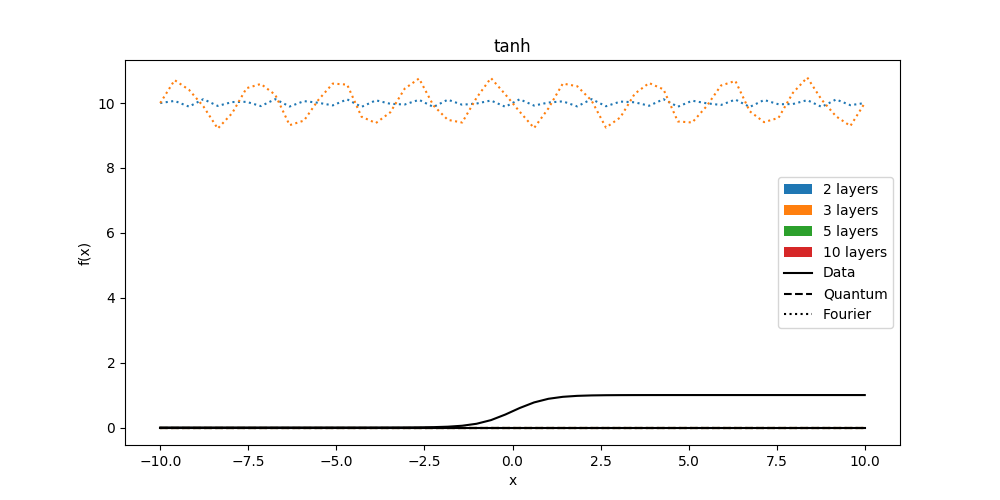 tanh
f(x)
10
8
6
4
2
0
−10.0 −7.5 −5.0 −2.5 0.0 2.5 5.0 7.5 10.0
x
2 layers
3 layers
5 layers
10 layers
Data
Quantum
Fourier